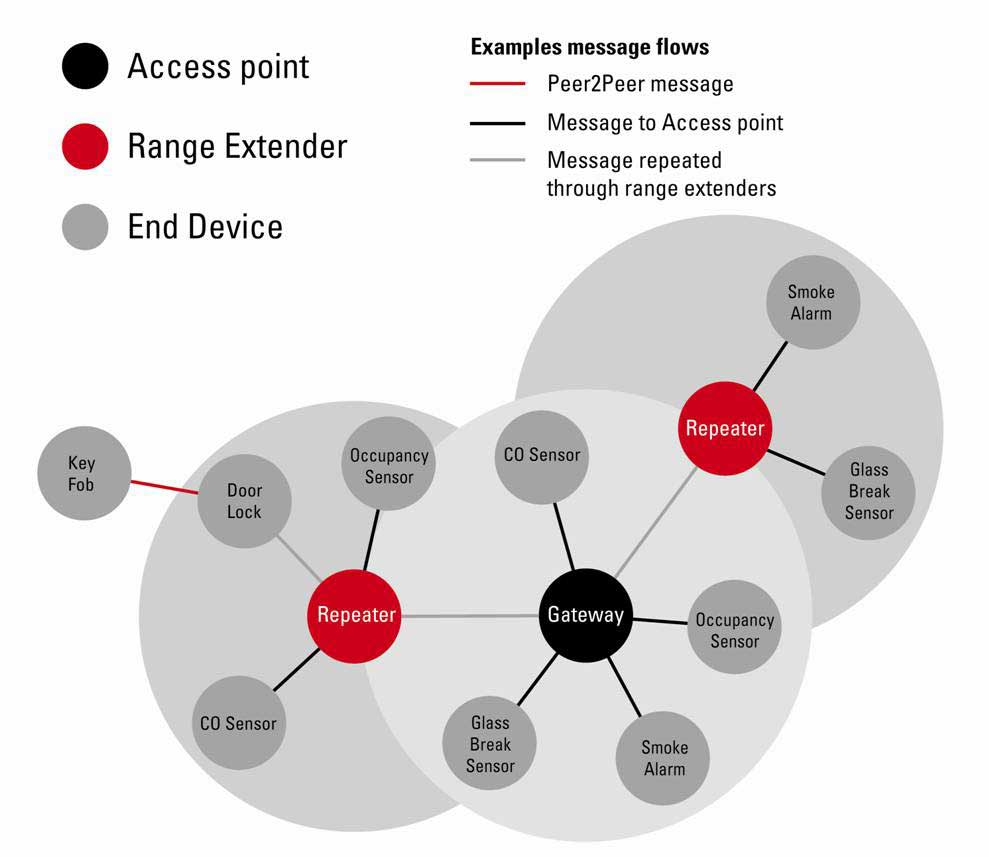 Access point
Range Extender
End Device
Examples message flows
Peer2Peer message
Message to Access point
Message repeated
through range extenders
Smoke
Alarm
Repeater
Glass
Break
Sensor
Key
Fob
Door
Lock
Occupancy
Sensor
CO Sensor
Repeater
Gateway
Occupancy
Sensor
CO Sensor
Glass
Break
Sensor
Smoke
Alarm